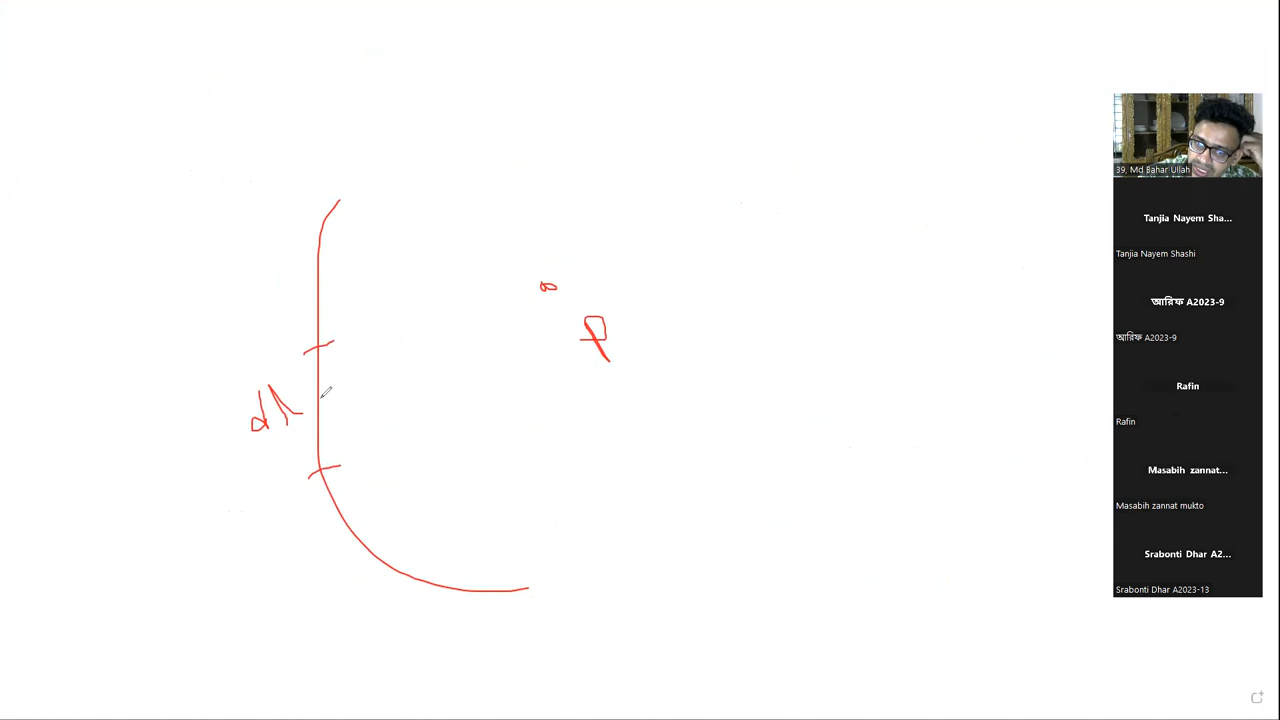 P
39, Md Bahar Ullah
Tanjia Nayem Sha...
Tanjia Nayem Shashi
আরিফ A2023-9
আরিফ A2023-9
Rafin
Rafin
Masabih zannat...
Masabih zannat mukto
Srabonti Dhar A2...
Srabonti Dhar A2023-13